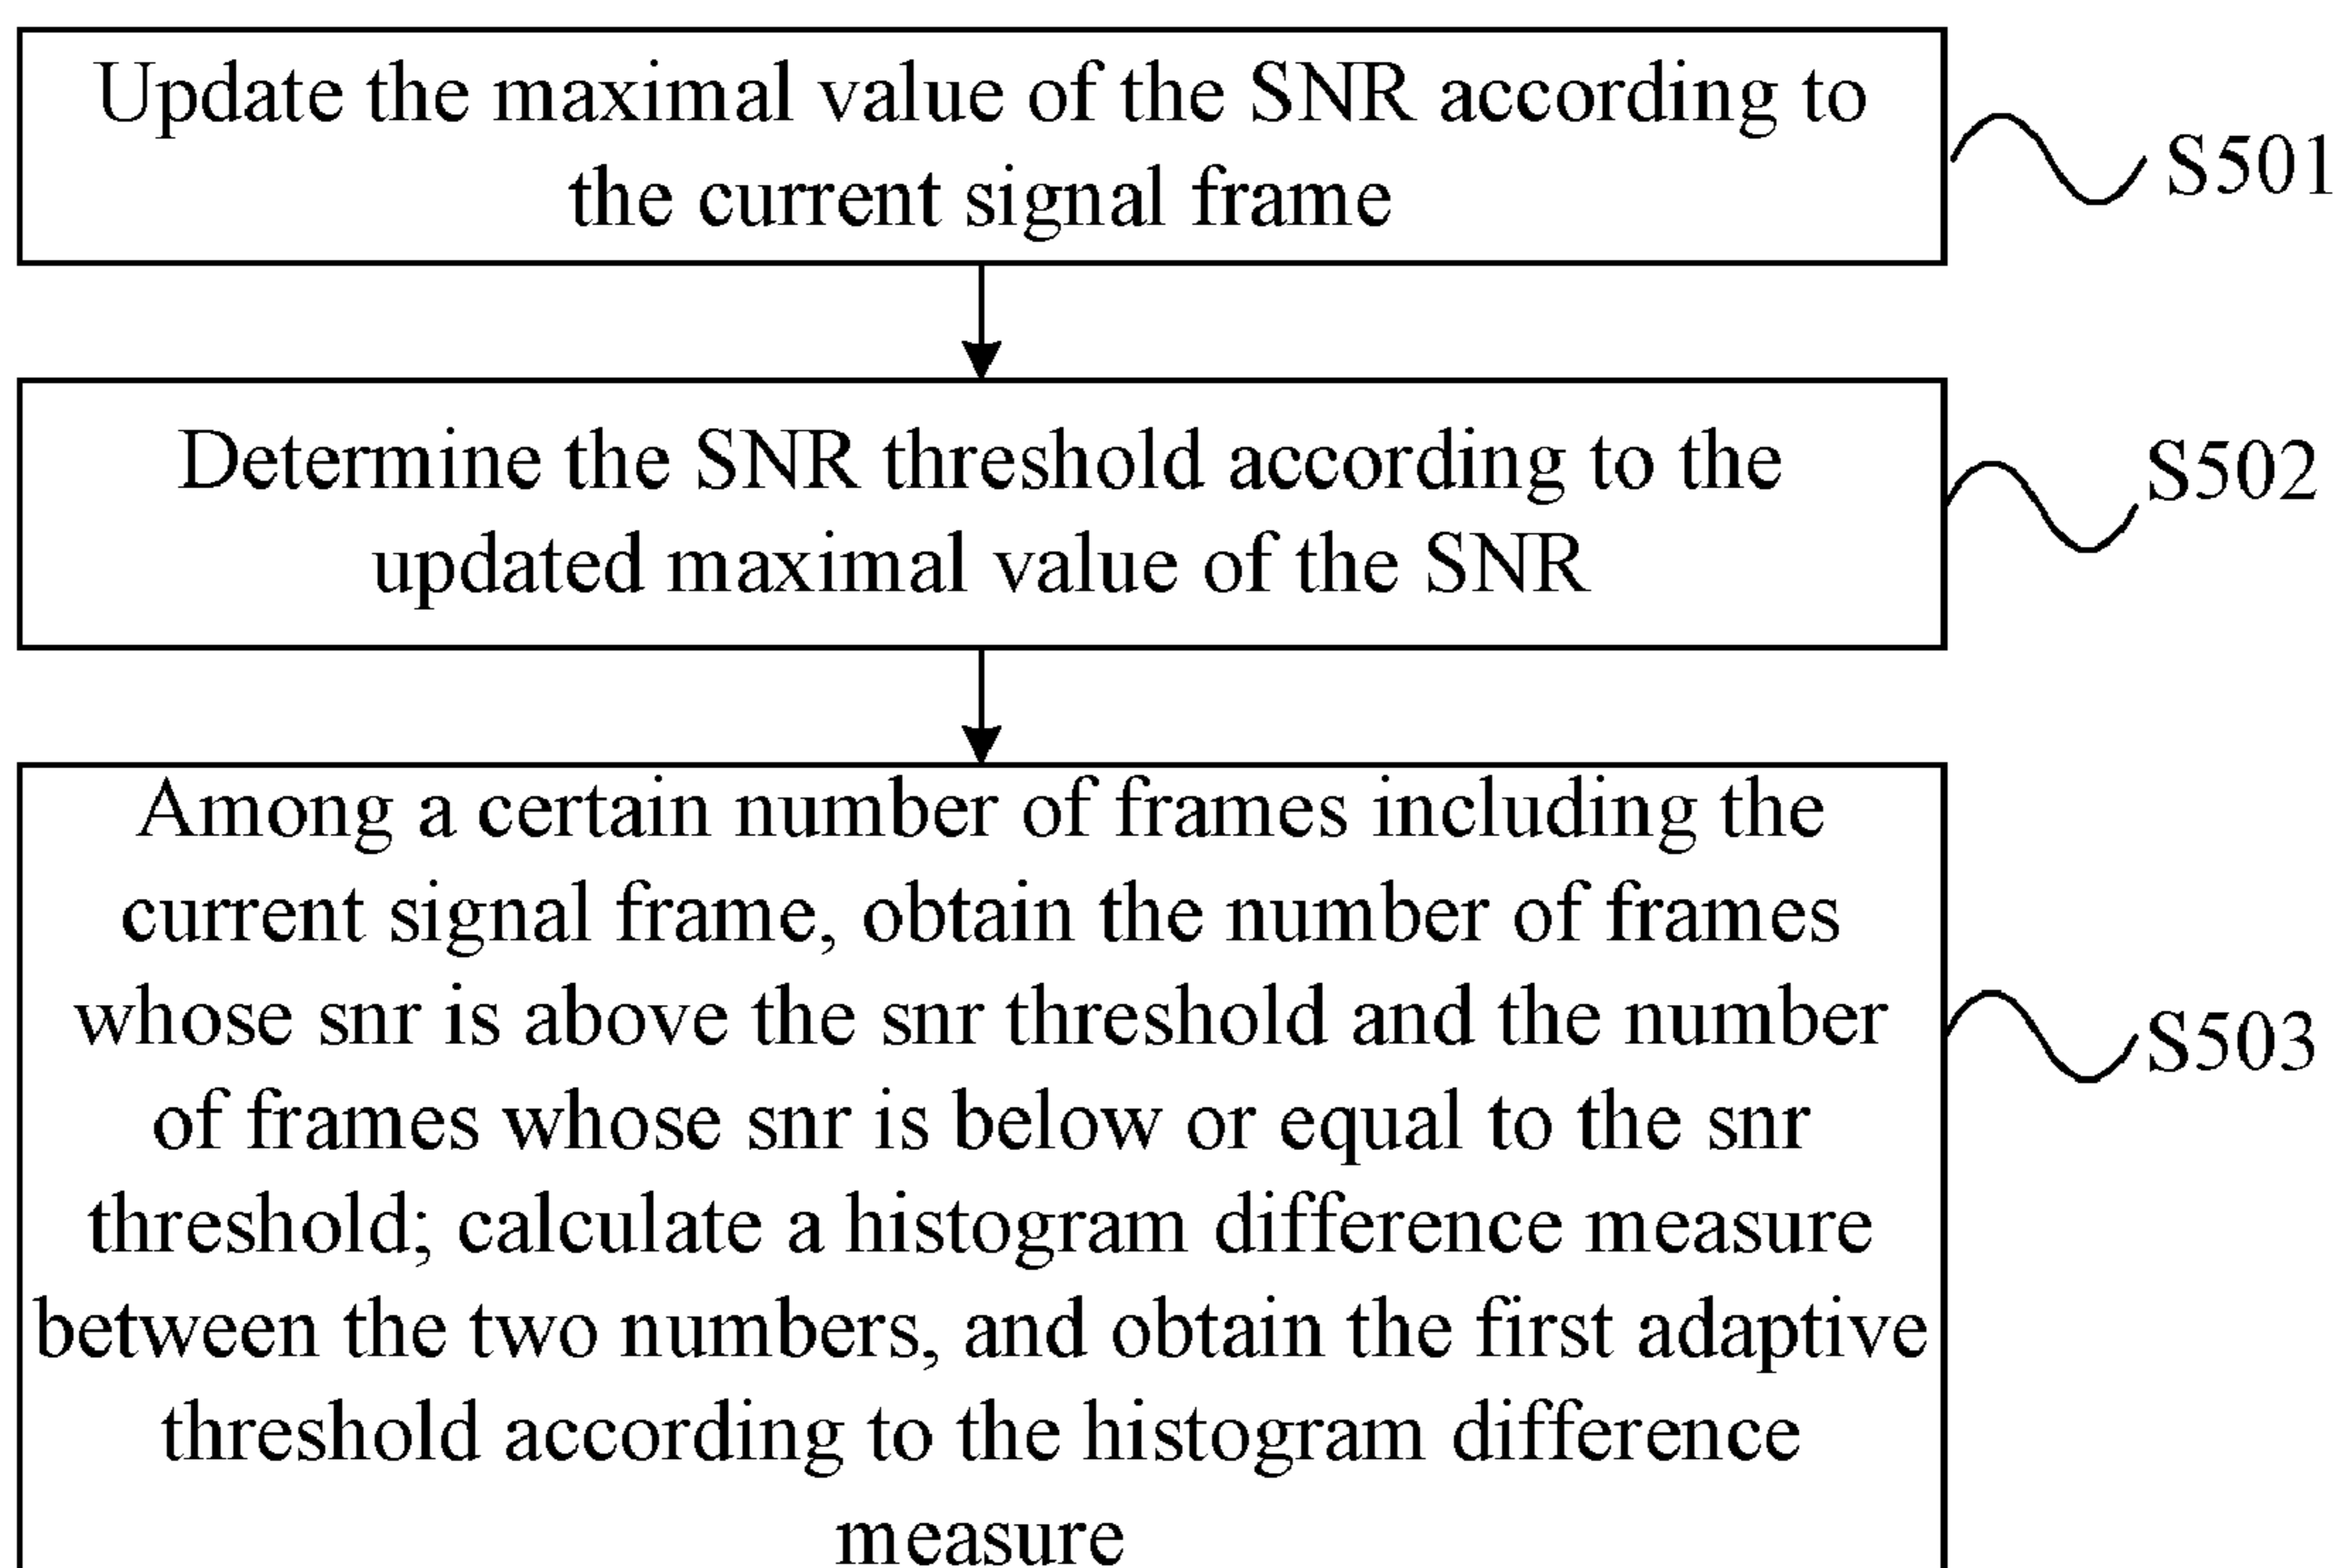 Update the maximal value of the SNR according to
the current signal frame
S501
Determine the SNR threshold according to the
updated maximal value of the SNR
S502
Among a certain number of frames including the
current signal frame, obtain the number of frames
whose snr is above the snr threshold and the number
of frames whose snr is below or equal to the snr
threshold; calculate a histogram difference measure
between the two numbers, and obtain the first adaptive
threshold according to the histogram difference
measure
S503